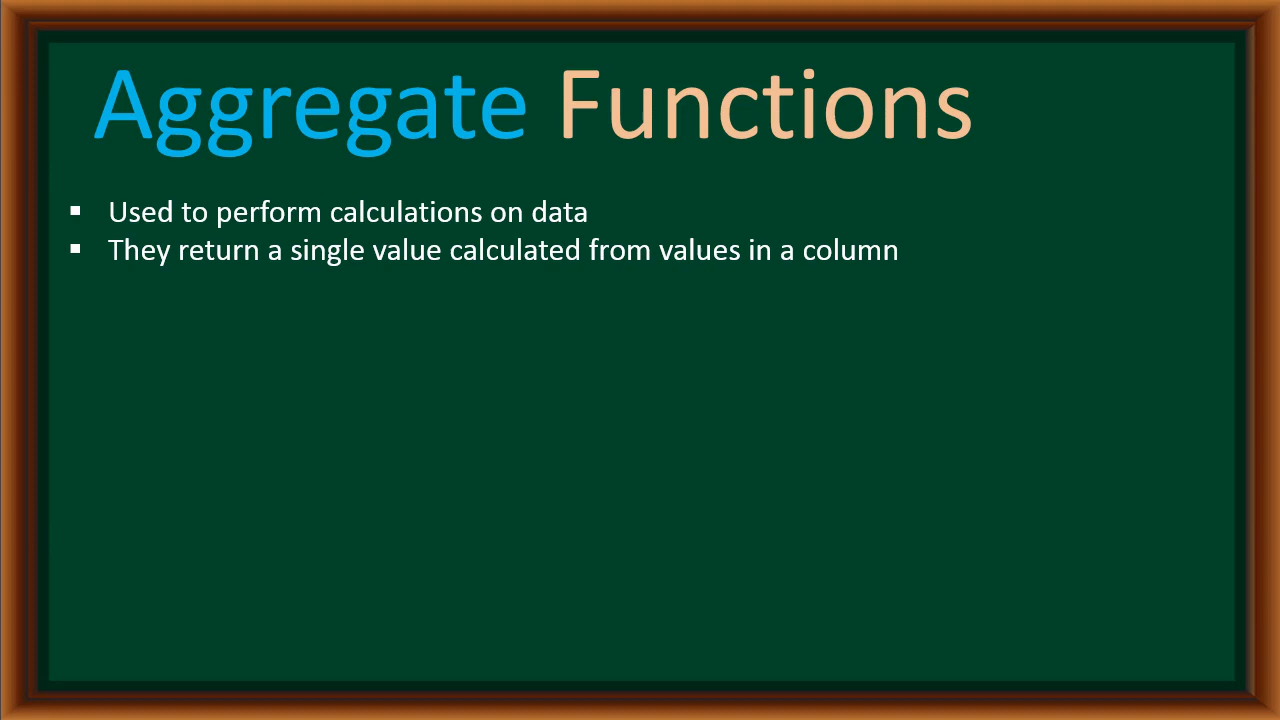 Aggregate Functions
▪ Used to perform calculations on data
▪ They return a single value calculated from values in a column